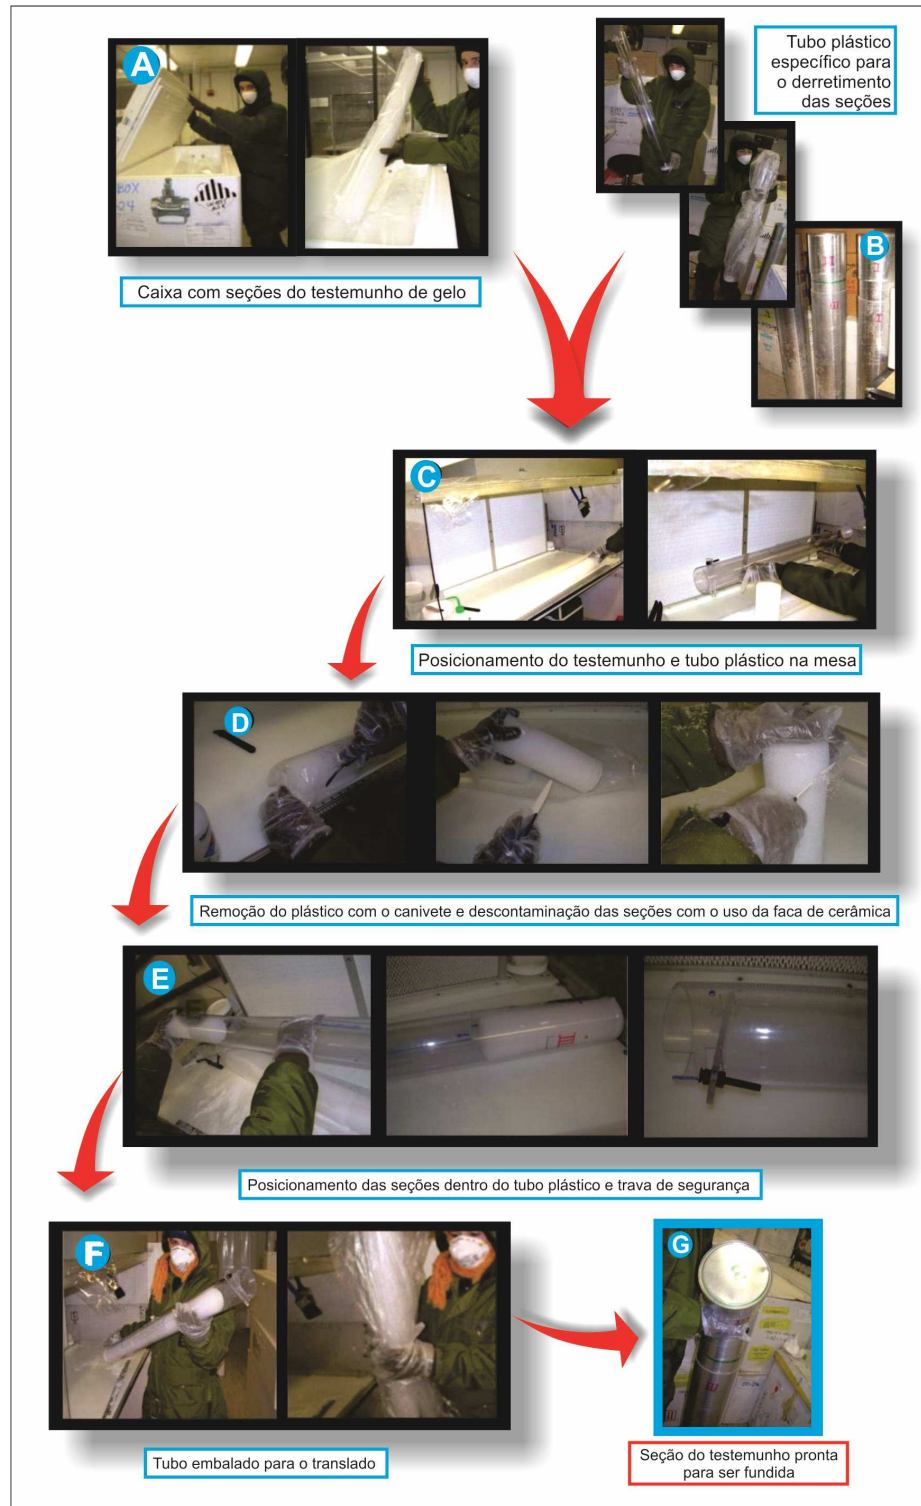 A
Tubo plástico
específico para
o derretimento
das seções
BOX
24
B
Caixa com seções do testemunho de gelo
C
Posicionamento do testemunho e tubo plástico na mesa
D
Remoção do plástico com o canivete e descontaminação das seções com o uso da faca de cerâmica
E
Posicionamento das seções dentro do tubo plástico e trava de segurança
F
G
Tubo embalado para o translado
Seção do testemunho pronta
para ser fundida